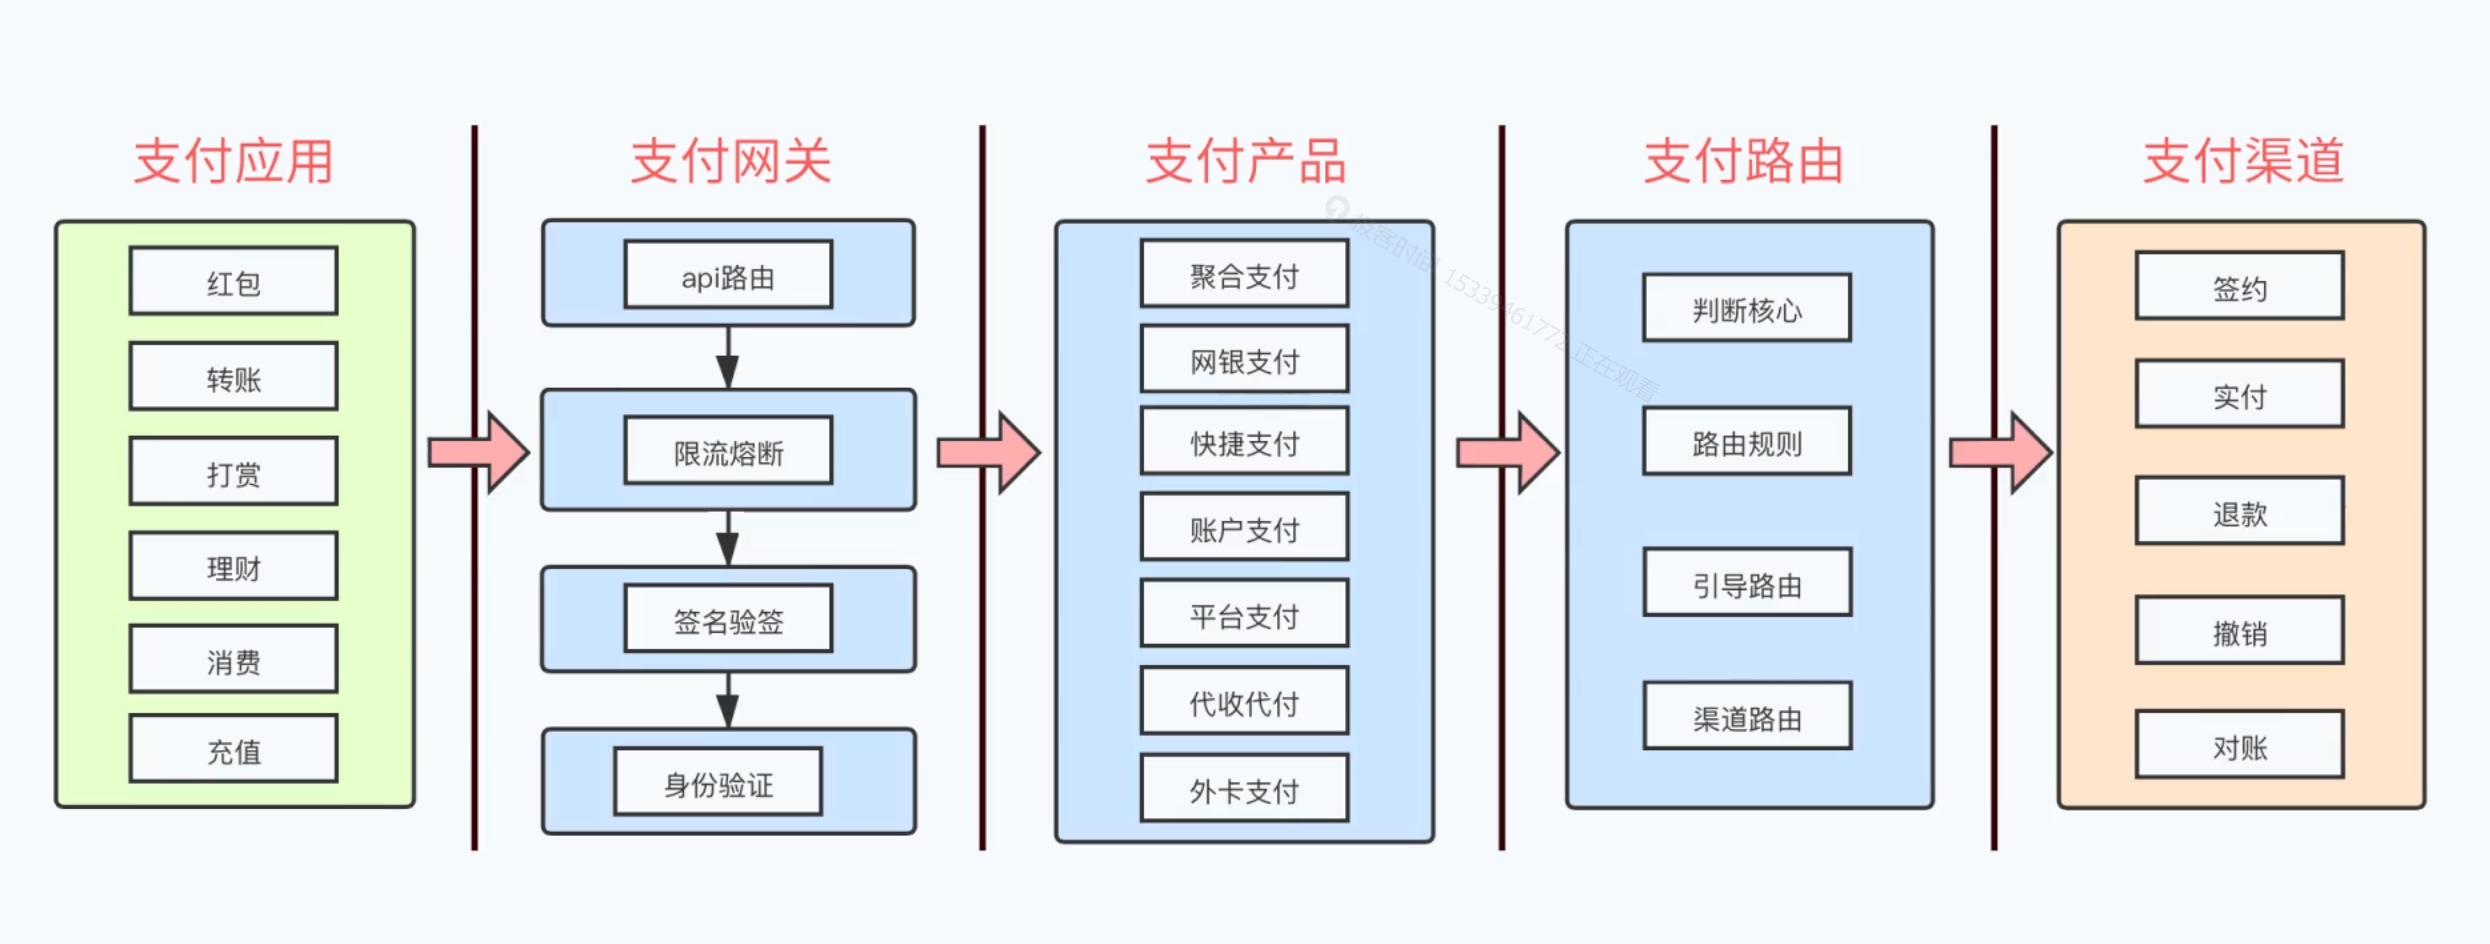 支付应用
红包
转账
打赏
理财
消费
充值
支付网关
api路由
限流熔断
签名验签
身份验证
支付产品
聚合支付
网银支付
快捷支付
账户支付
平台支付
代收代付
外卡支付
支付路由
判断核心
路由规则
引导路由
渠道路由
支付渠道
签约
实付
退款
撤销
对账
极客时间 15339461772 正在观看